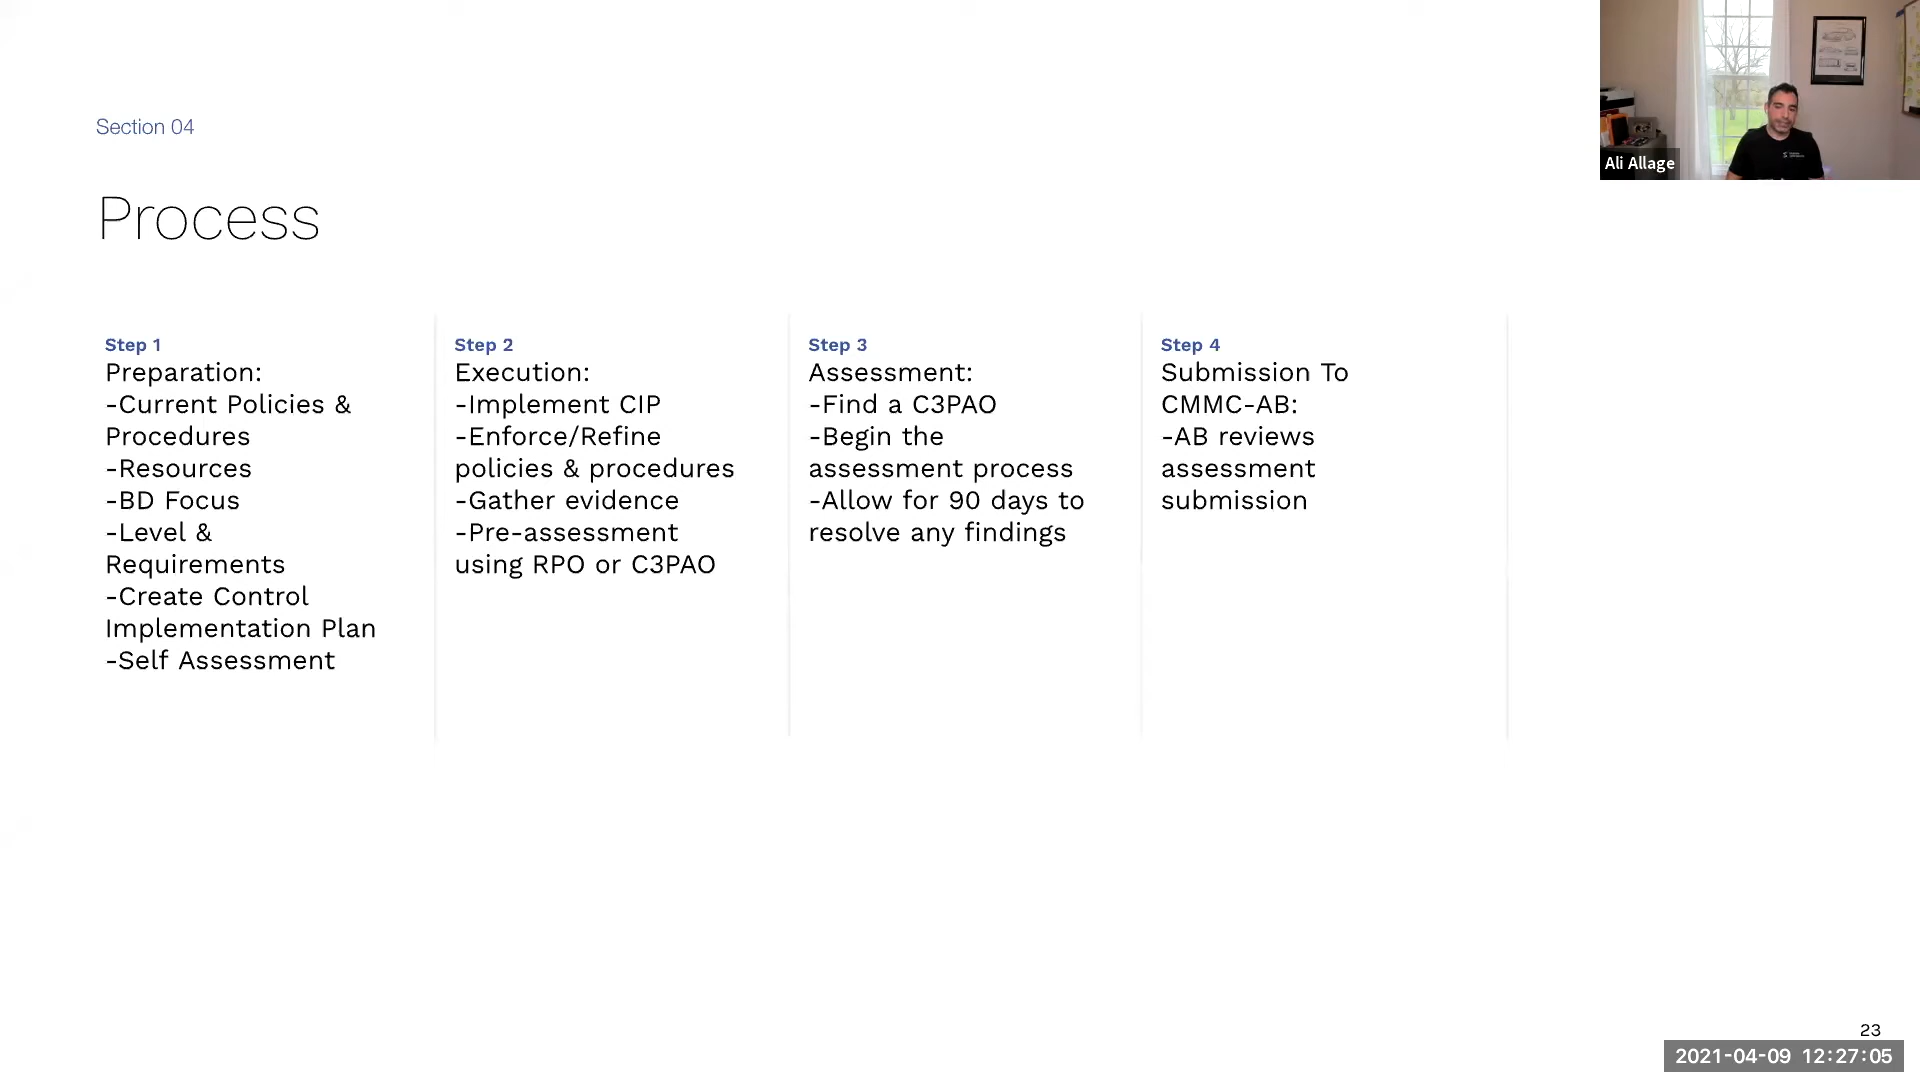 Ali Allage
Section 04
Process
Step 1
Preparation:
-Current Policies &
Procedures
-Resources
-BD Focus
-Level &
Requirements
-Create Control
Implementation Plan
-Self Assessment
Step 2
Execution:
-Implement CIP
-Enforce/Refine
policies & procedures
-Gather evidence
-Pre-assessment
using RPO or C3PAO
Step 3
Assessment:
-Find a C3PAO
-Begin the
assessment process
-Allow for 90 days to
resolve any findings
Step 4
Submission To
CMMC-AB:
-AB reviews
assessment
submission
23
2021-04-09 12:27:05